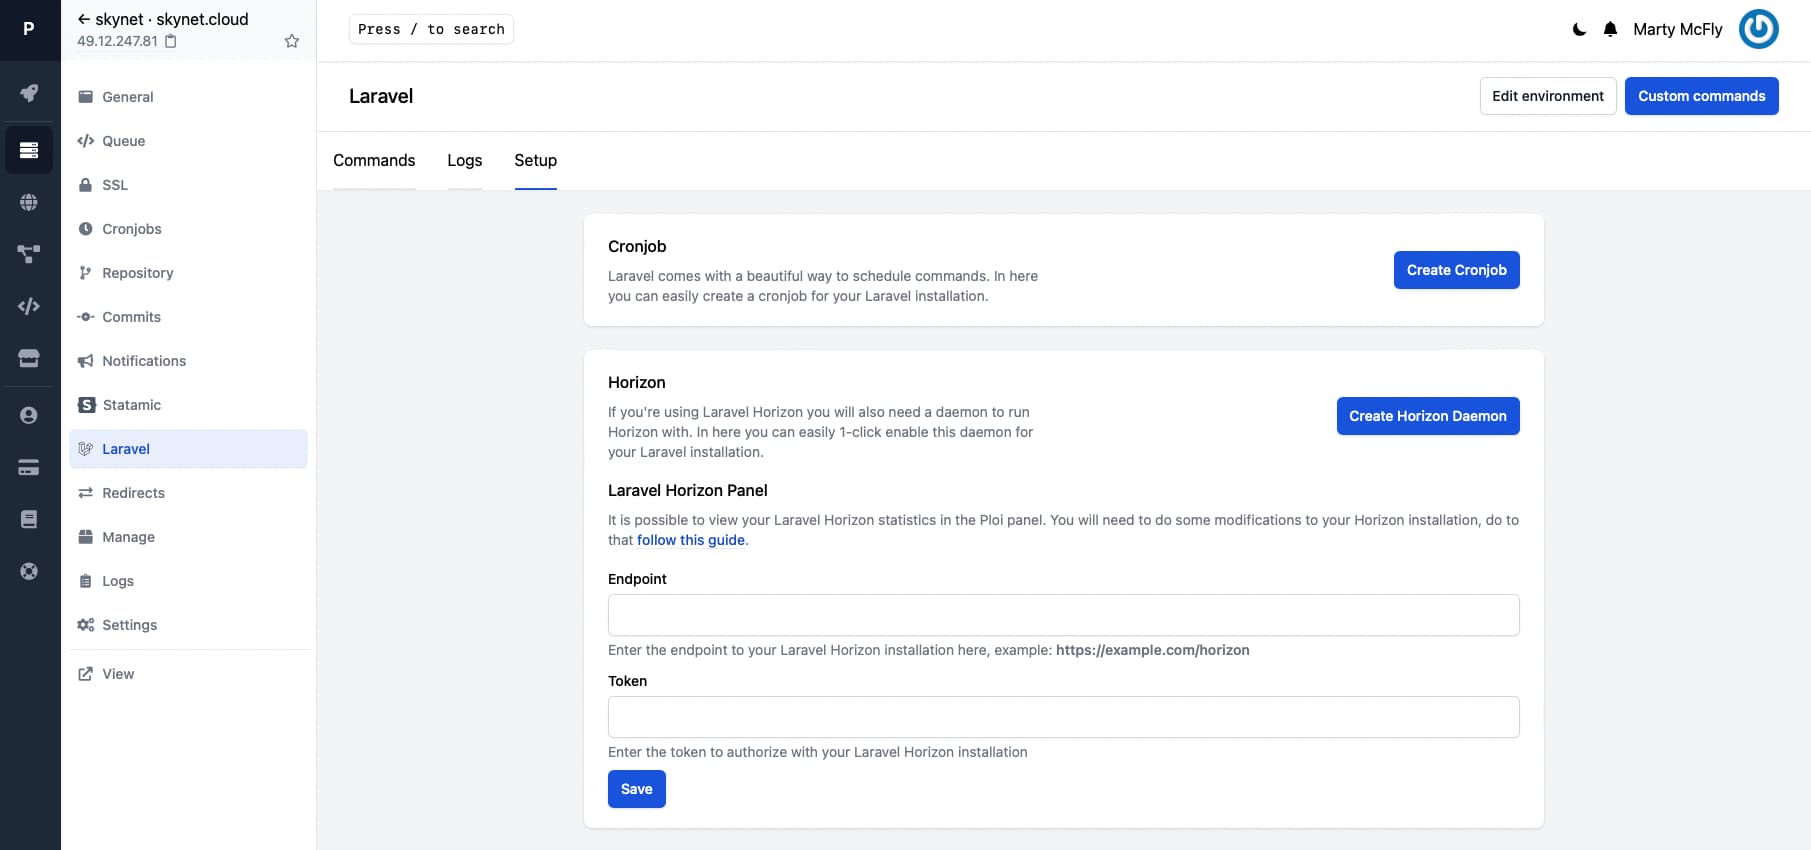 P
skynet · skynet.cloud
49.12.247.81
General
Queue
SSL
Cronjobs
Repository
Commits
Notifications
S Statamic
Laravel
Redirects
Manage
Logs
Settings
View
Press / to search
Marty McFly
Laravel
Edit environment
Custom commands
Commands
Logs
Setup
Cronjob
Laravel comes with a beautiful way to schedule commands. In here
you can easily create a cronjob for your Laravel installation.
Create Cronjob
Horizon
If you're using Laravel Horizon you will also need a daemon to run
Horizon with. In here you can easily 1-click enable this daemon for
your Laravel installation.
Create Horizon Daemon
Laravel Horizon Panel
It is possible to view your Laravel Horizon statistics in the Ploi panel. You will need to do some modifications to your Horizon installation, do to
that follow this guide.
Endpoint
Enter the endpoint to your Laravel Horizon installation here, example: https://example.com/horizon
Token
Enter the token to authorize with your Laravel Horizon installation
Save